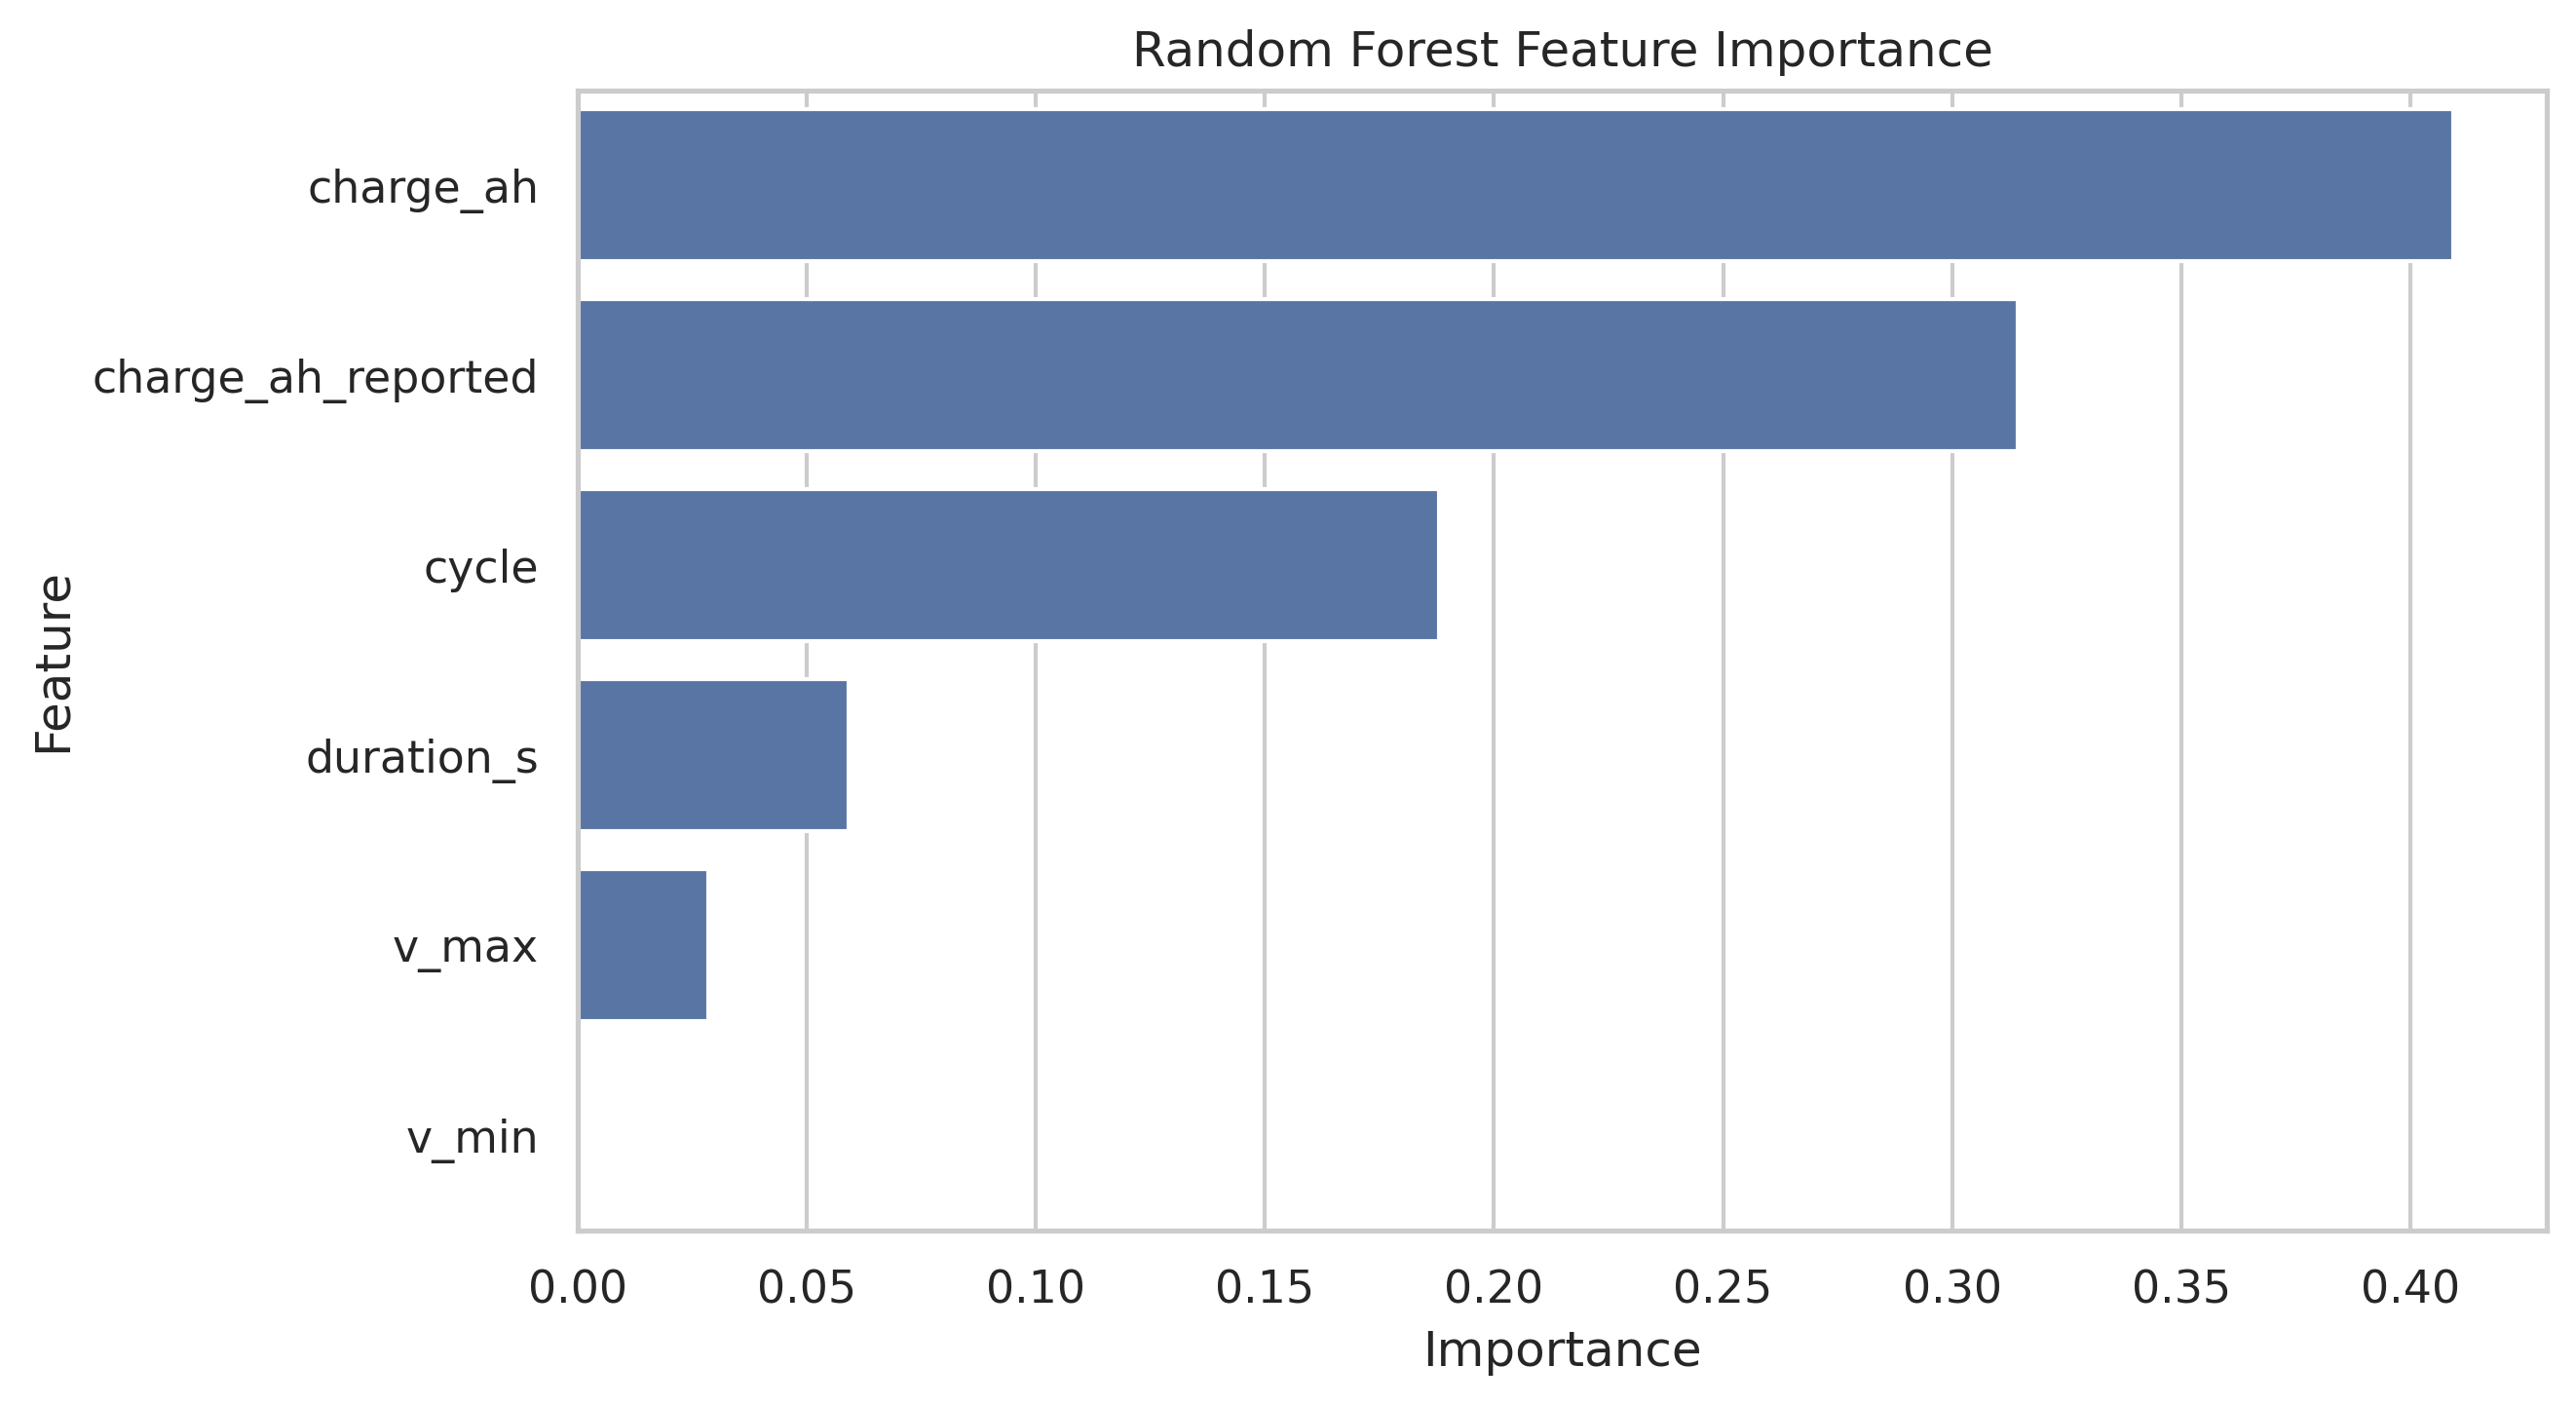 Random Forest Feature Importance
Feature
charge_ah
charge_ah_reported
cycle
duration_s
v_max
v_min
0.00 0.05 0.10 0.15 0.20 0.25 0.30 0.35 0.40
Importance